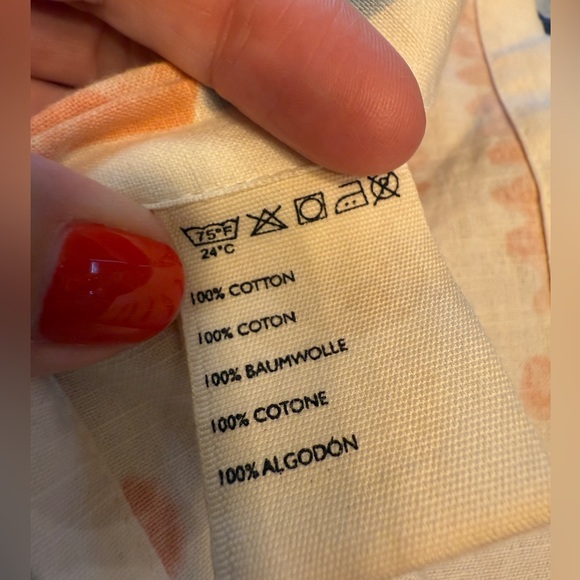 75°F
24°C
100% COTTON
100% COTON
100% BAUMWOLLE
100% COTONE
100% ALGODÓN